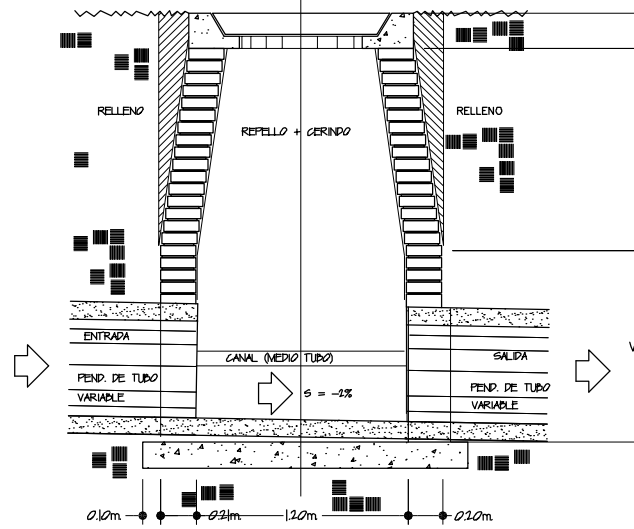 RELLENO
REPELLO + CERINDO
RELLENO
ENTRADA
CANAL (MEDIO TUBO)
SALIDA
PEND. DE TUBO
VARIABLE
S = -2%
PEND. DE TUBO
VARIABLE
0.10m.
0.21m.
1.20m.
0.20m.